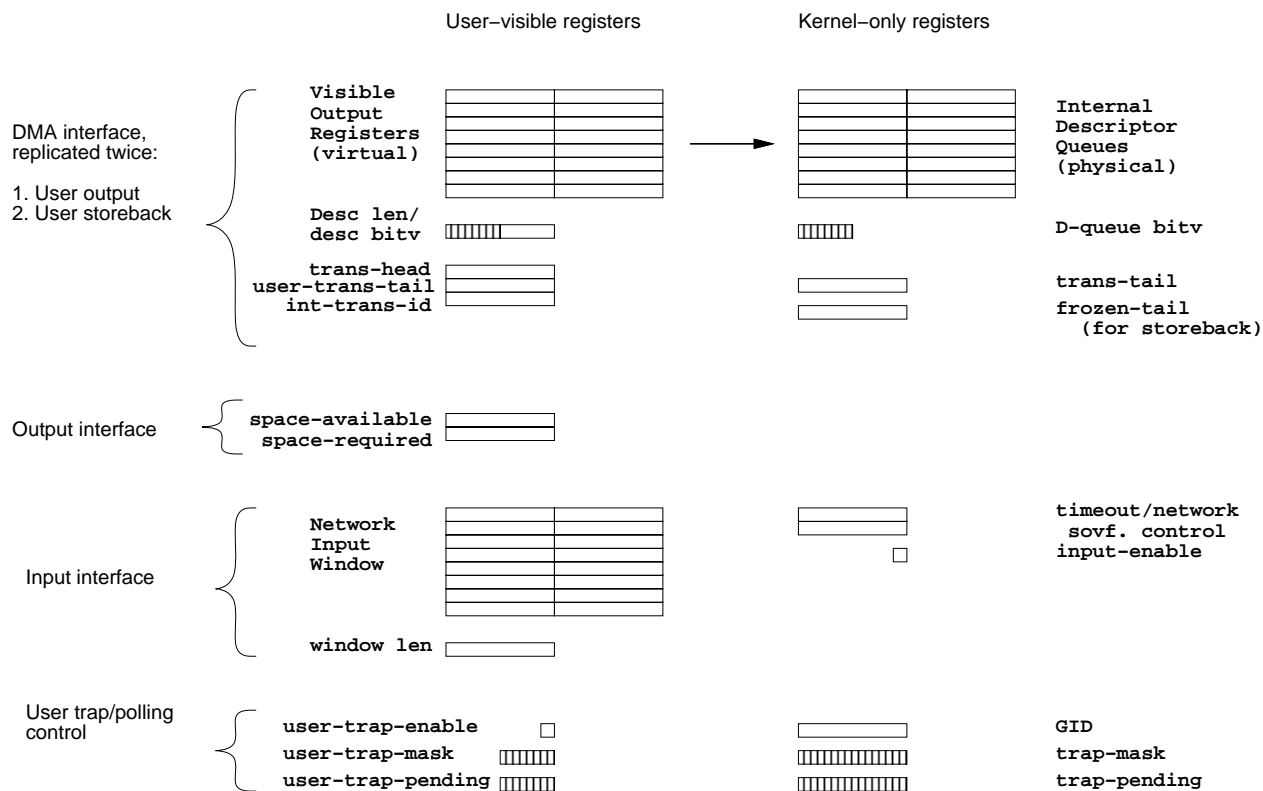 User−visible registers
Kernel−only registers
DMA interface,
replicated twice:
1. User output
2. User storeback
Visible
Output
Registers
(virtual)
Internal
Descriptor
Queues
(physical)
Desc len/
desc bitv
D-queue bitv
trans-head
user-trans-tail
int-trans-id
trans-tail
frozen-tail
(for storeback)
Output interface
space-available
space-required
Input interface
Network
Input
Window
timeout/network
sovf. control
input-enable
window len
User trap/polling
control
user-trap-enable
GID
user-trap-mask
trap-mask
user-trap-pending
trap-pending